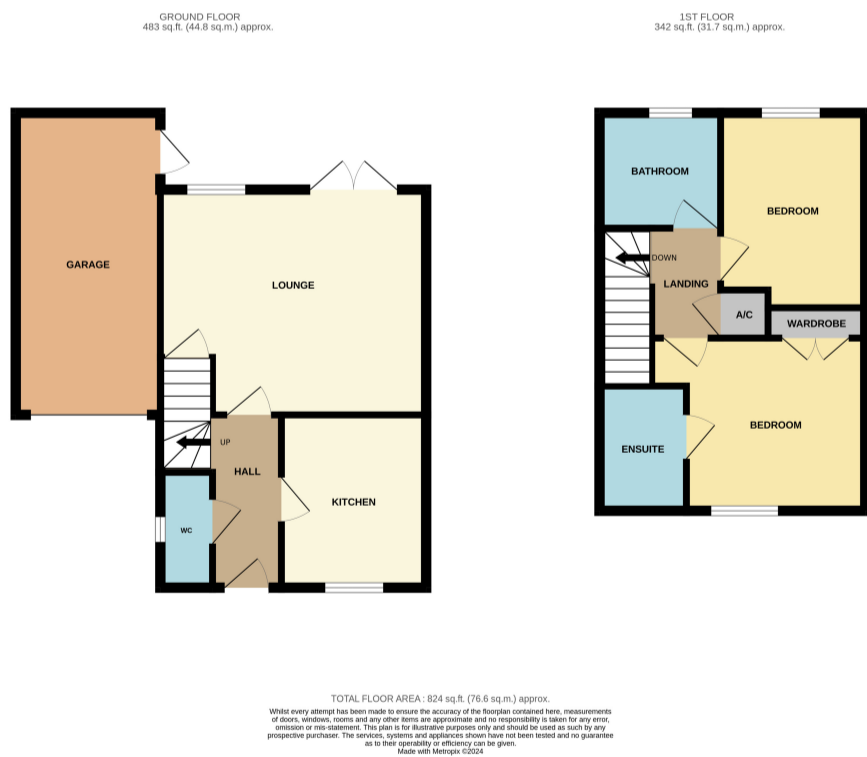 GROUND FLOOR
483 sq.ft. (44.8 sq.m.) approx.
1ST FLOOR
342 sq.ft. (31.7 sq.m.) approx.
GARAGE
LOUNGE
UP
HALL
KITCHEN
WC
BATHROOM
BEDROOM
DOWN
LANDING
A/C
WARDROBE
BEDROOM
ENSUITE
TOTAL FLOOR AREA : 824 sq.ft. (76.6 sq.m.) approx.
Whilst every attempt has been made to ensure the accuracy of the floorplan contained here, measurements
of doors, windows, rooms and any other items are approximate and no responsibility is taken for any error,
omission or mis-statement. This plan is for illustrative purposes only and should be used as such by any
prospective purchaser. The services, systems and appliances shown have not been tested and no guarantee
as to their operability or efficiency can be given.
Made with Metropix ©2024